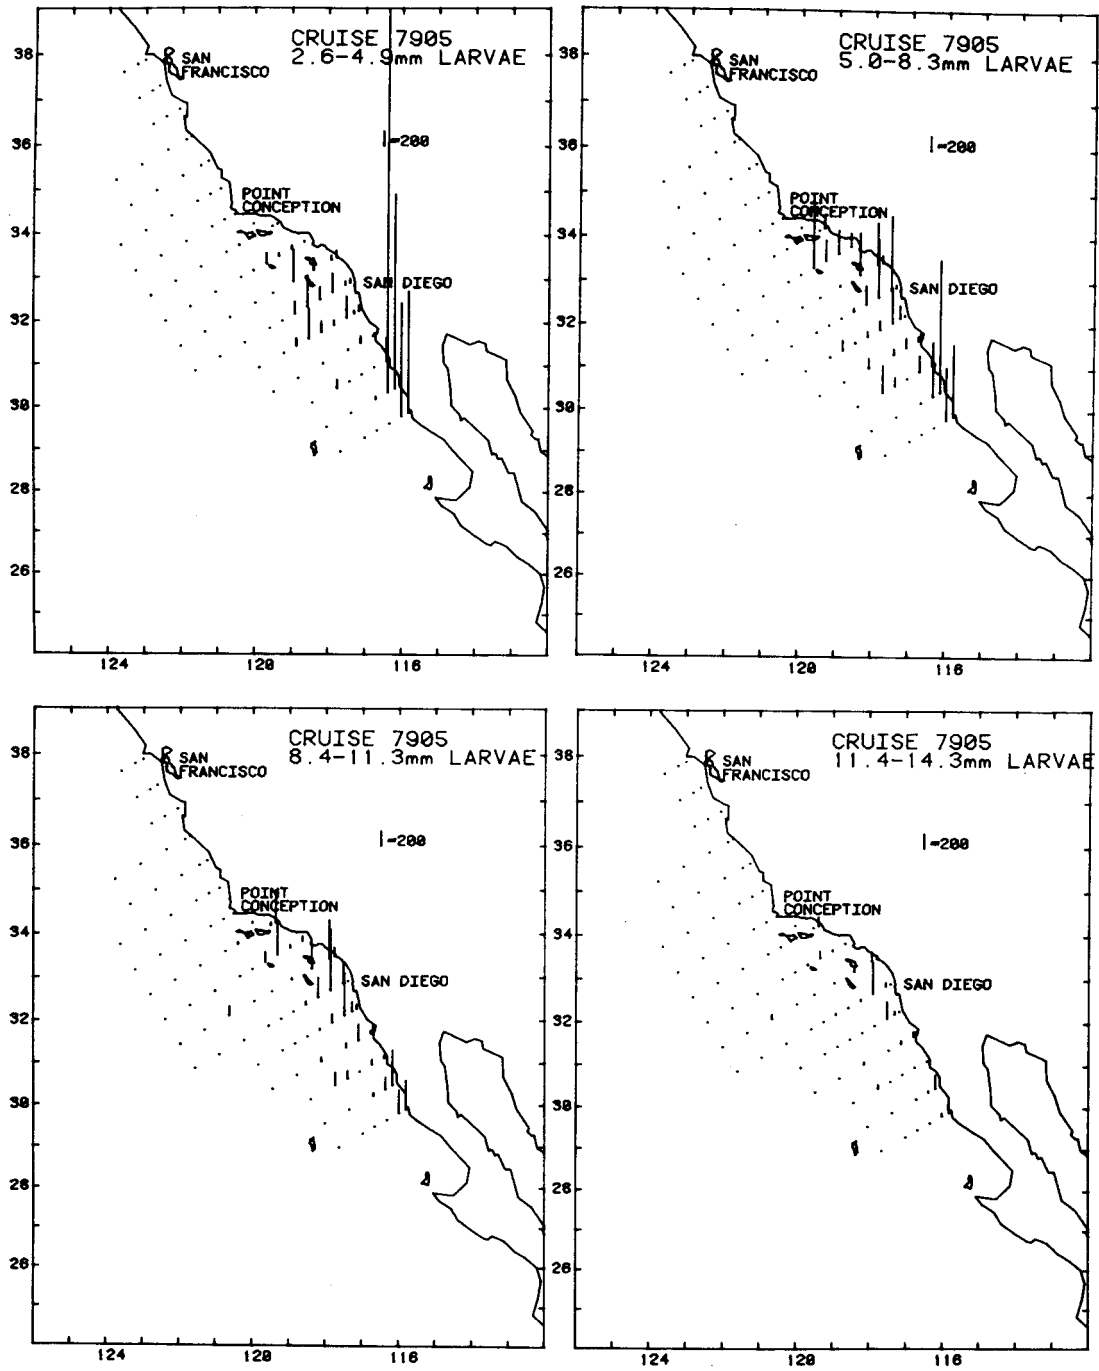 CRUISE 7905
2.6-4.9mm LARVAE
38
SAN
FRANCISCO
36
=200
POINT
CONCEPTION
34
SAN DIEGO
32
30
28
26
124
120
116
CRUISE 7905
5.0-8.3mm LARVAE
38
SAN
FRANCISCO
36
=200
POINT
CONCEPTION
34
SAN DIEGO
32
30
28
26
124
120
116
CRUISE 7905
8.4-11.3mm LARVAE
38
SAN
FRANCISCO
36
=200
POINT
CONCEPTION
34
SAN DIEGO
32
30
28
26
124
120
116
CRUISE 7905
11.4-14.3mm LARVAE
38
SAN
FRANCISCO
36
=200
POINT
CONCEPTION
34
SAN DIEGO
32
30
28
26
124
120
116